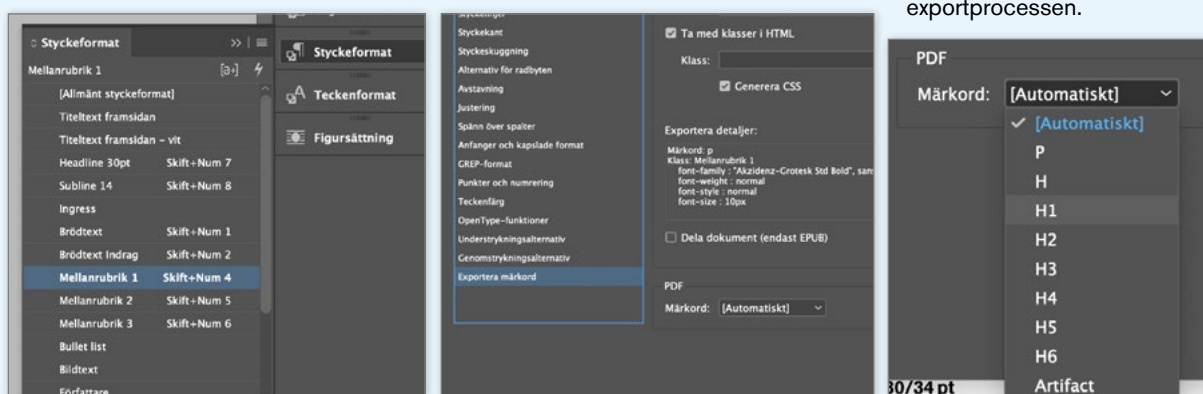 exportprocessen.
Styckeformat
Mellanrubrik 1
[a+]
[Allmänt styckeformat]
Titeltext framsidan
Titeltext framsidan – vit
Headline 30pt Skift+Num 7
Subline 14 Skift+Num 8
Ingress
Brödtext Skift+Num 1
Brödtext Indrag Skift+Num 2
Mellanrubrik 1 Skift+Num 4
Mellanrubrik 2 Skift+Num 5
Mellanrubrik 3 Skift+Num 6
Bullet list
Bildtext
Författare
Styckeformat
Teckenformat
Figursättning
Styckekant
Styckeskuggning
Alternativ för radbyten
Avstavning
Justering
Spänn över spalter
Anfanger och kapslade format
GREP-format
Punkter och numrering
Teckenfärg
OpenType-funktioner
Understrykningsalternativ
Genomstrykningsalternativ
Exportera märkord
Ta med klasser i HTML
Klass:
Generera CSS
Exportera detaljer:
Märkord: p
Klass: Mellanrubrik 1
font-family : "Akzidenz-Grotesk Std Bold", sans
font-weight : normal
font-style : normal
font-size : 10px
Dela dokument (endast EPUB)
PDF
Märkord: [Automatiskt]
PDF
Märkord: [Automatiskt]
[Automatiskt]
P
H
H1
H2
H3
H4
H5
H6
Artifact
30/34 pt